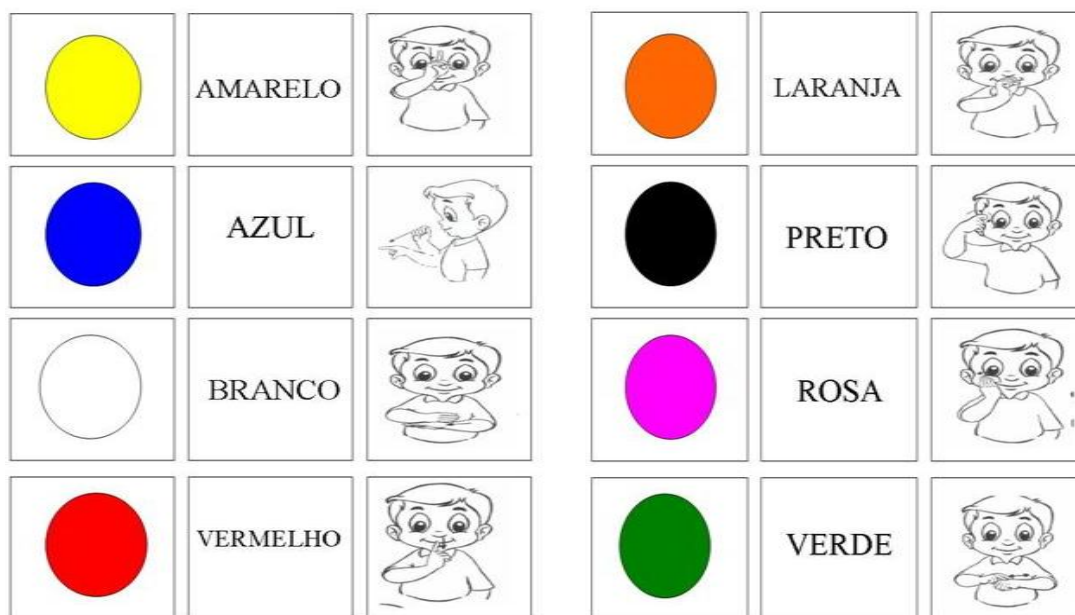 AMARELO
LARANJA
AZUL
PRETO
BRANCO
ROSA
VERMELHO
VERDE